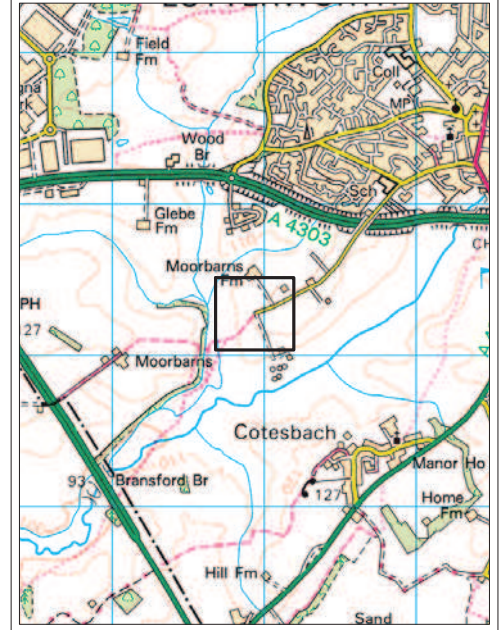 Field
Fm
Coll
MP
Wood
Br
Sch
Glebe
Fm
A 4303
Moorbarns
Fm
PH
27
Moorbarns
Cotesbach
Manor Ho
93
Bransford Br
127
Home
Fm
Hill Fm
Sand